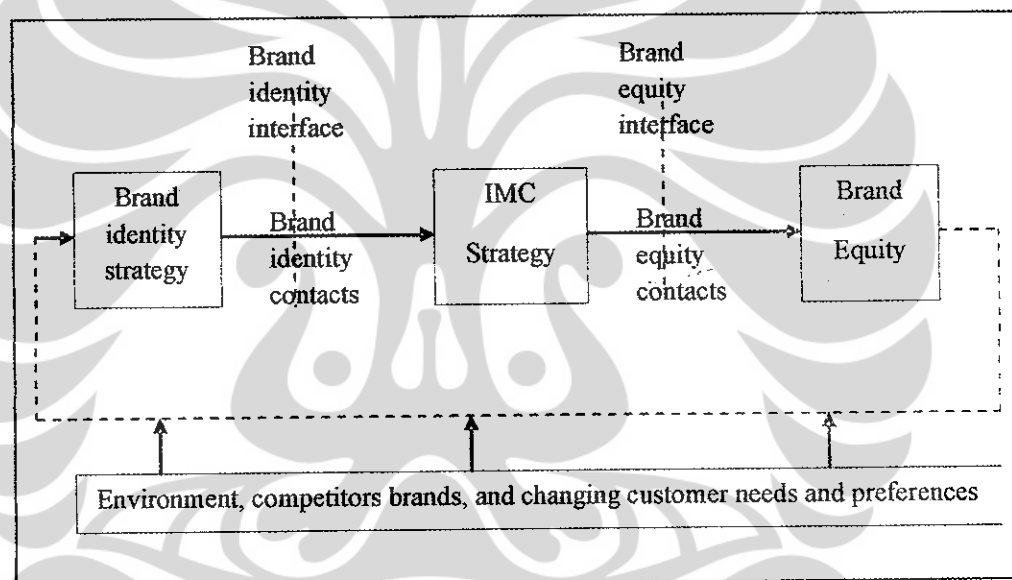 Brand
identity
interface
Brand
equity
interface
Brand
identity
strategy
Brand
identity
contacts
IMC
Strategy
Brand
equity
contacts
Brand
Equity
Environment, competitors brands, and changing customer needs and preferences